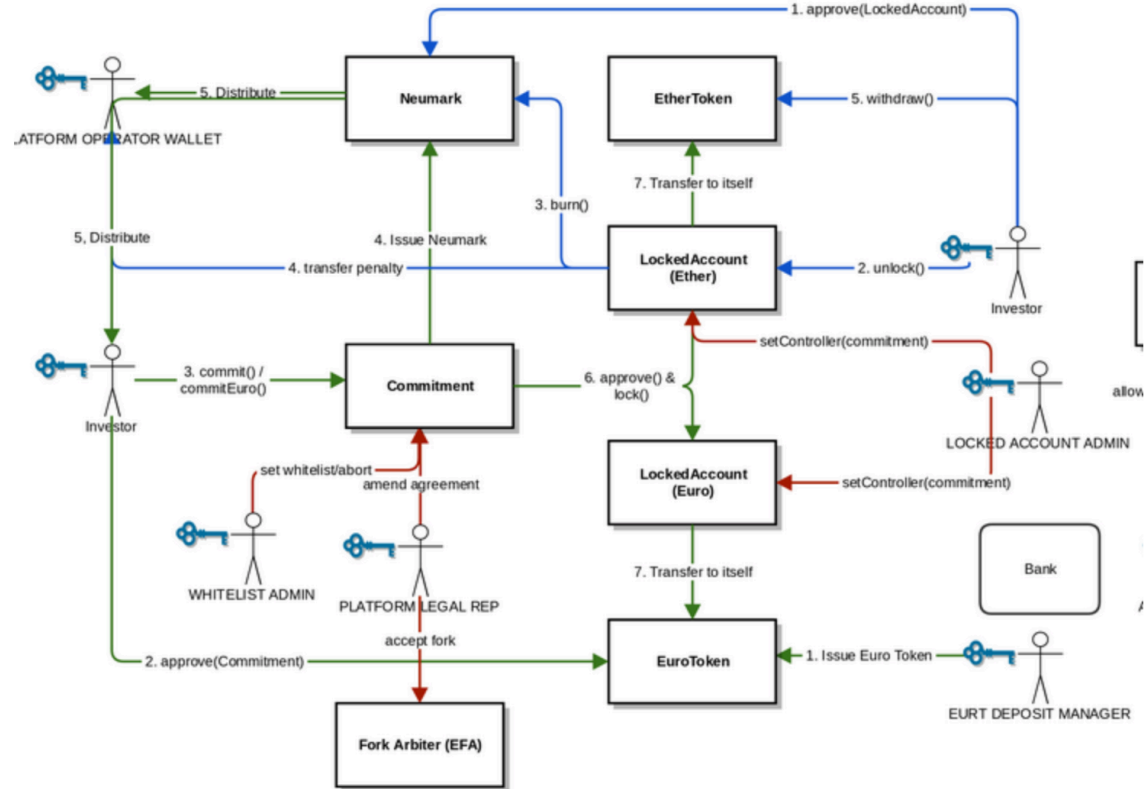 1. approve(LockedAccount)
Neumark
EtherToken
5. Distribute
5. withdraw()
LATFORM OPERATOR WALLET
7. Transfer to itself
3. burn()
5, Distribute
4. Issue Neumark
4. transfer penalty
LockedAccount
(Ether)
2. unlock()
Investor
setController(commitment)
3. commit() /
commitEuro()
Commitment
6. approve() &
lock()
allow
Investor
LOCKED ACCOUNT ADMIN
set whitelist/abort
amend agreement
LockedAccount
(Euro)
setController(commitment)
7. Transfer to itself
Bank
WHITELIST ADMIN
PLATFORM LEGAL REP
accept fork
2. approve(Commitment)
EuroToken
1. Issue Euro Token
EURT DEPOSIT MANAGER
Fork Arbiter (EFA)